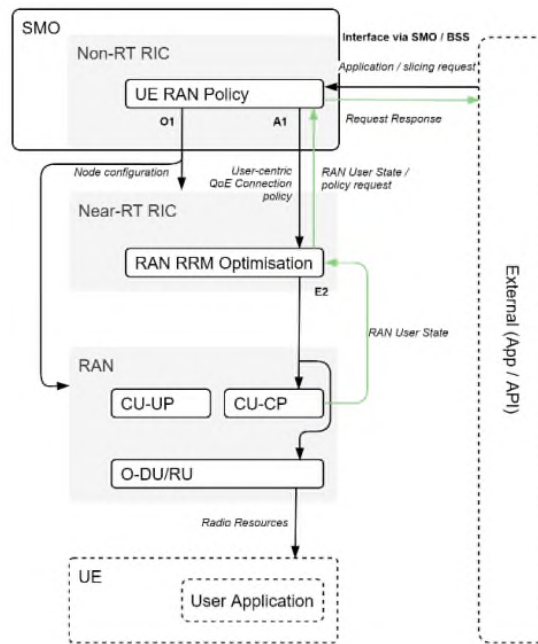 SMO
Non-RT RIC
Interface via SMO / BSS
Application / slicing request
UE RAN Policy
O1
A1
Request Response
Node configuration
User-centric
QoE Connection
policy
RAN User State /
policy request
Near-RT RIC
RAN RRM Optimisation
E2
External (App / API)
RAN User State
RAN
CU-UP
CU-CP
O-DU/RU
Radio Resources
UE
User Application